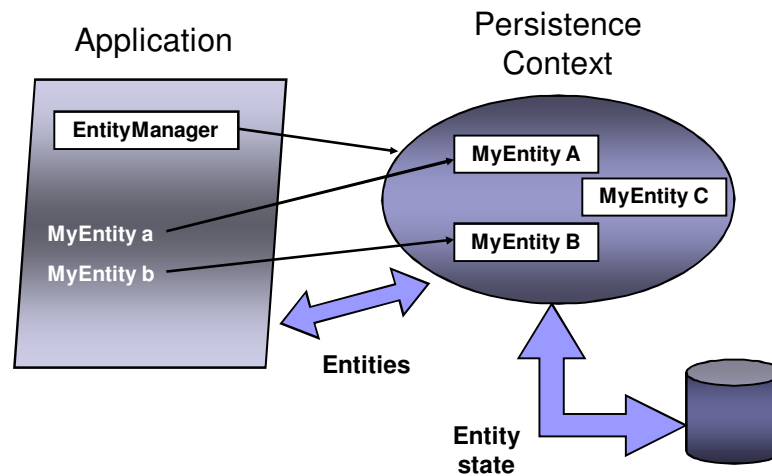 Application
Persistence
Context
EntityManager
MyEntity A
MyEntity C
MyEntity a
MyEntity B
MyEntity b
Entities
Entity
state